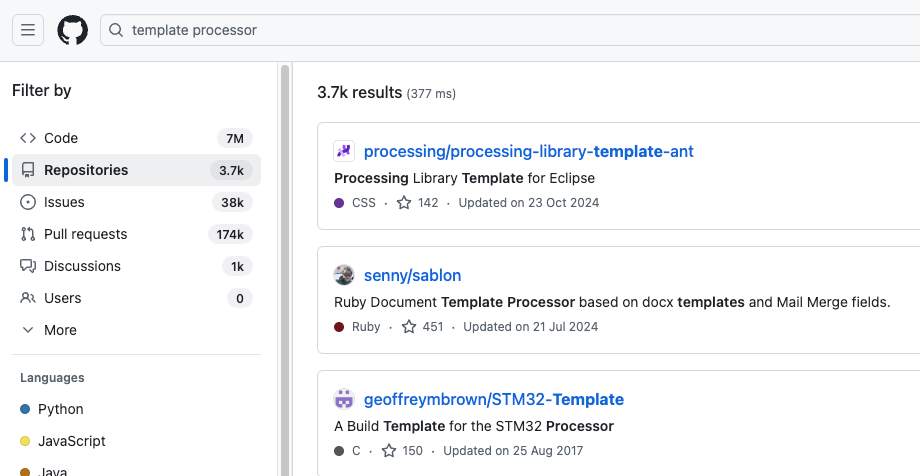 template processor
Filter by
Code 7M
Repositories 3.7k
Issues 38k
Pull requests 174k
Discussions 1k
Users 0
More
Languages
Python
JavaScript
Java
3.7k results (377 ms)
processing/processing-library-template-ant
Processing Library Template for Eclipse
CSS · 142 · Updated on 23 Oct 2024
senny/sablon
Ruby Document Template Processor based on docx templates and Mail Merge fields.
Ruby · 451 · Updated on 21 Jul 2024
geoffreymbrown/STM32-Template
A Build Template for the STM32 Processor
C · 150 · Updated on 25 Aug 2017